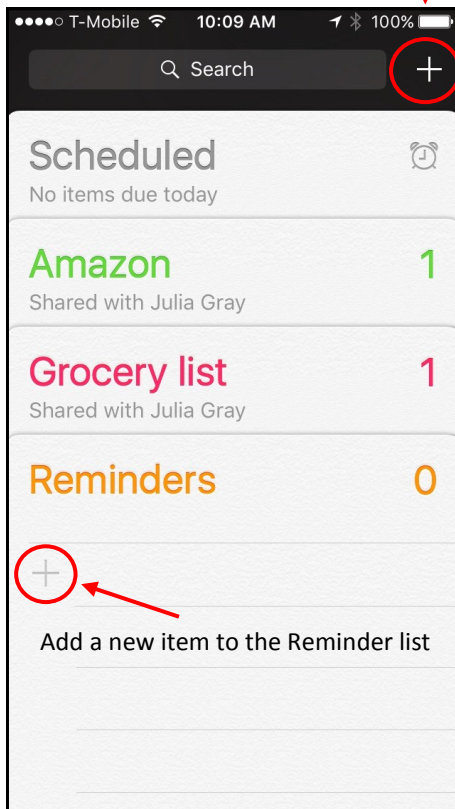 T-Mobile 10:09 AM 100%
Search
Scheduled
No items due today
Amazon 1
Shared with Julia Gray
Grocery list 1
Shared with Julia Gray
Reminders 0
Add a new item to the Reminder list